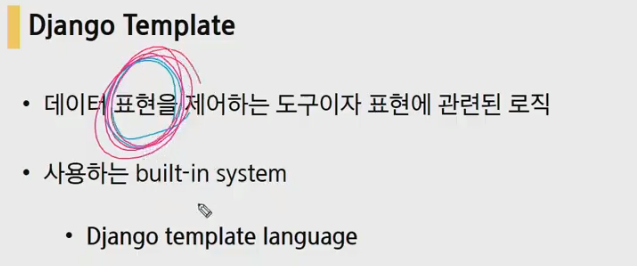 Django Template
• 데이터 표현을 제어하는 도구이자 표현에 관련된 로직
• 사용하는 built-in system
• Django template language